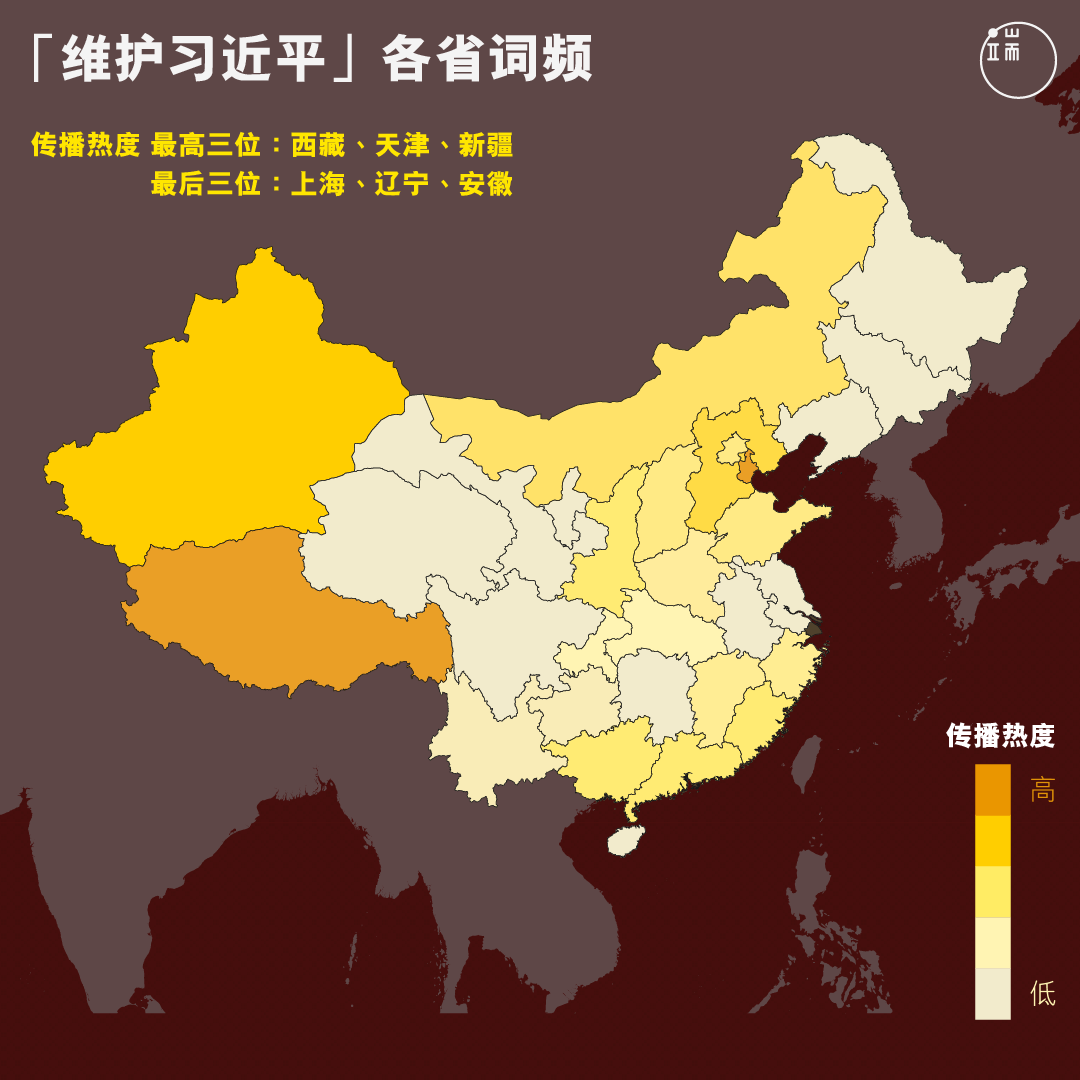 「维护习近平」各省词频
端
传播热度 最高三位：西藏、天津、新疆
最后三位：上海、辽宁、安徽
传播热度
高
低